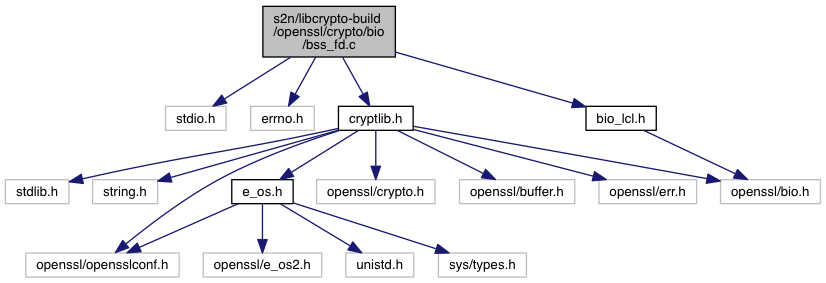 s2n/libcrypto-build
/openssl/crypto/bio
/bss_fd.c
stdio.h
errno.h
cryptlib.h
bio_lcl.h
stdlib.h
string.h
e_os.h
openssl/crypto.h
openssl/buffer.h
openssl/err.h
openssl/bio.h
openssl/opensslconf.h
openssl/e_os2.h
unistd.h
sys/types.h